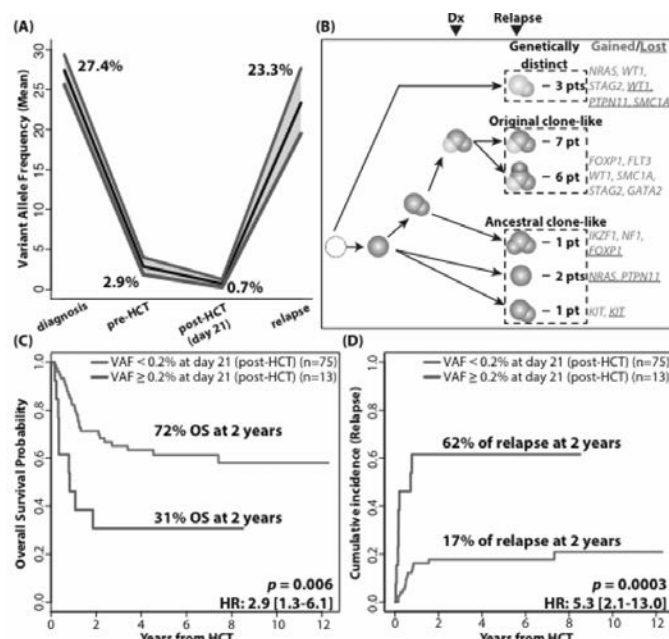 (A)
Variant Allele Frequency (Mean)
30
25
20
15
10
5
0
27.4%
23.3%
2.9%
0.7%
diagnosis
pre-HCT
post-HCT
(day 21)
relapse
(B)
Dx
Relapse
Genetically
distinct
Gained/Lost
– 3 pts
NRAS, WT1,
STAG2, WT1,
PTPN11, SMC1A
Original clone-like
– 7 pt
– 6 pt
FOXP1, FLT3
WT1, SMC1A,
STAG2, GATA2
Ancestral clone-like
– 1 pt
IKZF1, NF1,
FOXP1
– 2 pts
NRAS, PTPN11
– 1 pt
KIT, KIT
(C)
VAF < 0.2% at day 21 (post-HCT) (n=75)
VAF ≥ 0.2% at day 21 (post-HCT) (n=13)
Overall Survival Probability
1.0
0.8
0.6
0.4
0.2
0.0
72% OS at 2 years
31% OS at 2 years
p = 0.006
HR: 2.9 [1.3-6.1]
0 2 4 6 8 10 12
Years from HCT
(D)
VAF < 0.2% at day 21 (post-HCT) (n=75)
VAF ≥ 0.2% at day 21 (post-HCT) (n=13)
Cumulative incidence (Relapse)
1.0
0.8
0.6
0.4
0.2
0.0
62% of relapse at 2 years
17% of relapse at 2 years
p = 0.0003
HR: 5.3 [2.1-13.0]
0 2 4 6 8 10 12
Years from HCT